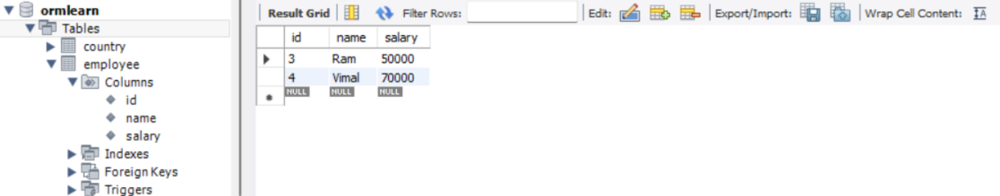 ormlearn
Tables
country
employee
Columns
id
name
salary
Indexes
Foreign Keys
Triggers
Result Grid Filter Rows: Edit: Export/Import: Wrap Cell Content: IA
id name salary
3 Ram 50000
4 Vimal 70000
NULL NULL NULL